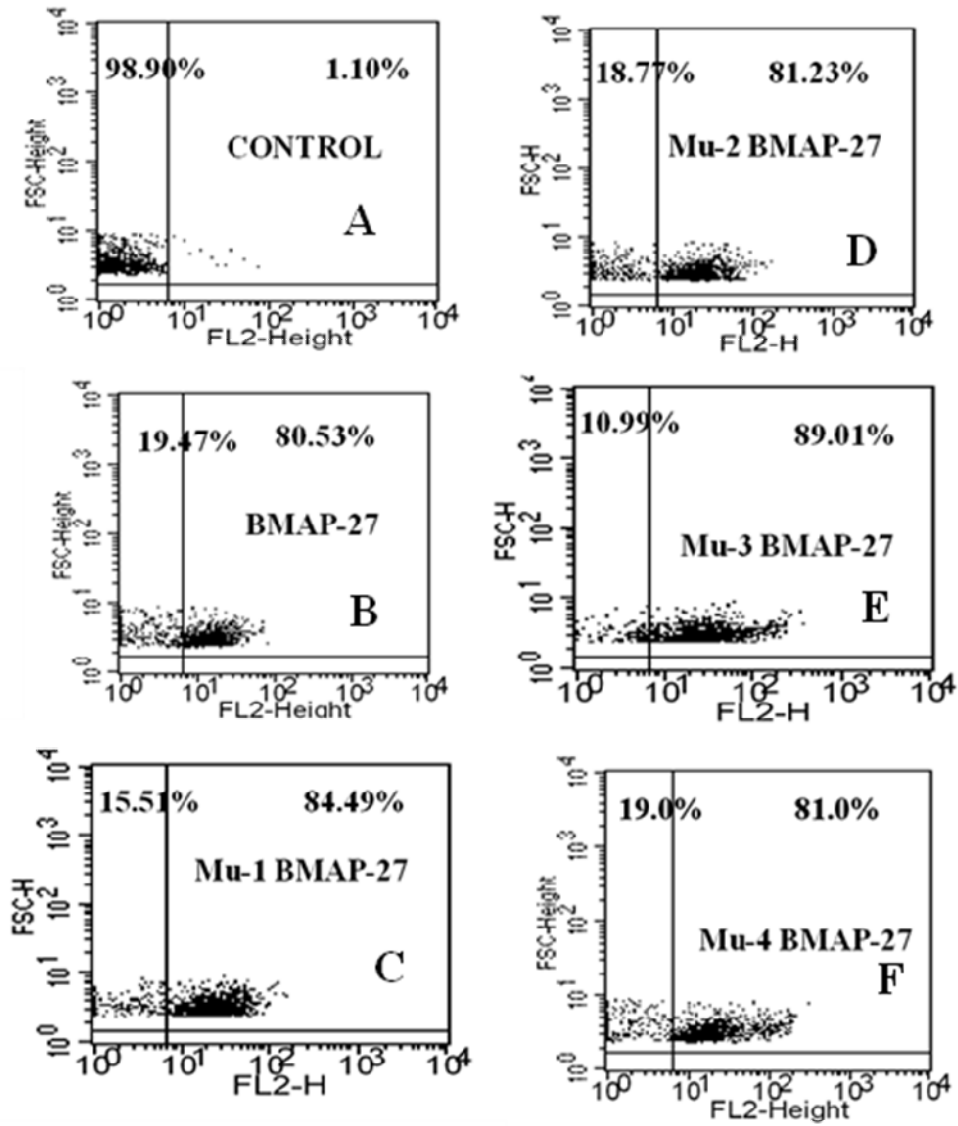 98.90% 1.10%
CONTROL
A
FSC-Height
10^0 10^1 10^2 10^3 10^4
10^0 10^1 10^2 10^3 10^4
FL2-Height
19.47% 80.53%
BMAP-27
B
FSC-Height
10^0 10^1 10^2 10^3 10^4
10^0 10^1 10^2 10^3 10^4
FL2-Height
15.51% 84.49%
Mu-1 BMAP-27
C
FSC-H
10^0 10^1 10^2 10^3 10^4
10^0 10^1 10^2 10^3 10^4
FL2-H
18.77% 81.23%
Mu-2 BMAP-27
D
FSC-H
10^0 10^1 10^2 10^3 10^4
10^0 10^1 10^2 10^3 10^4
FL2-H
10.99% 89.01%
Mu-3 BMAP-27
E
FSC-H
10^0 10^1 10^2 10^3 10^4
10^0 10^1 10^2 10^3 10^4
FL2-H
19.0% 81.0%
Mu-4 BMAP-27
F
FSC-Height
10^0 10^1 10^2 10^3 10^4
10^0 10^1 10^2 10^3 10^4
FL2-Height